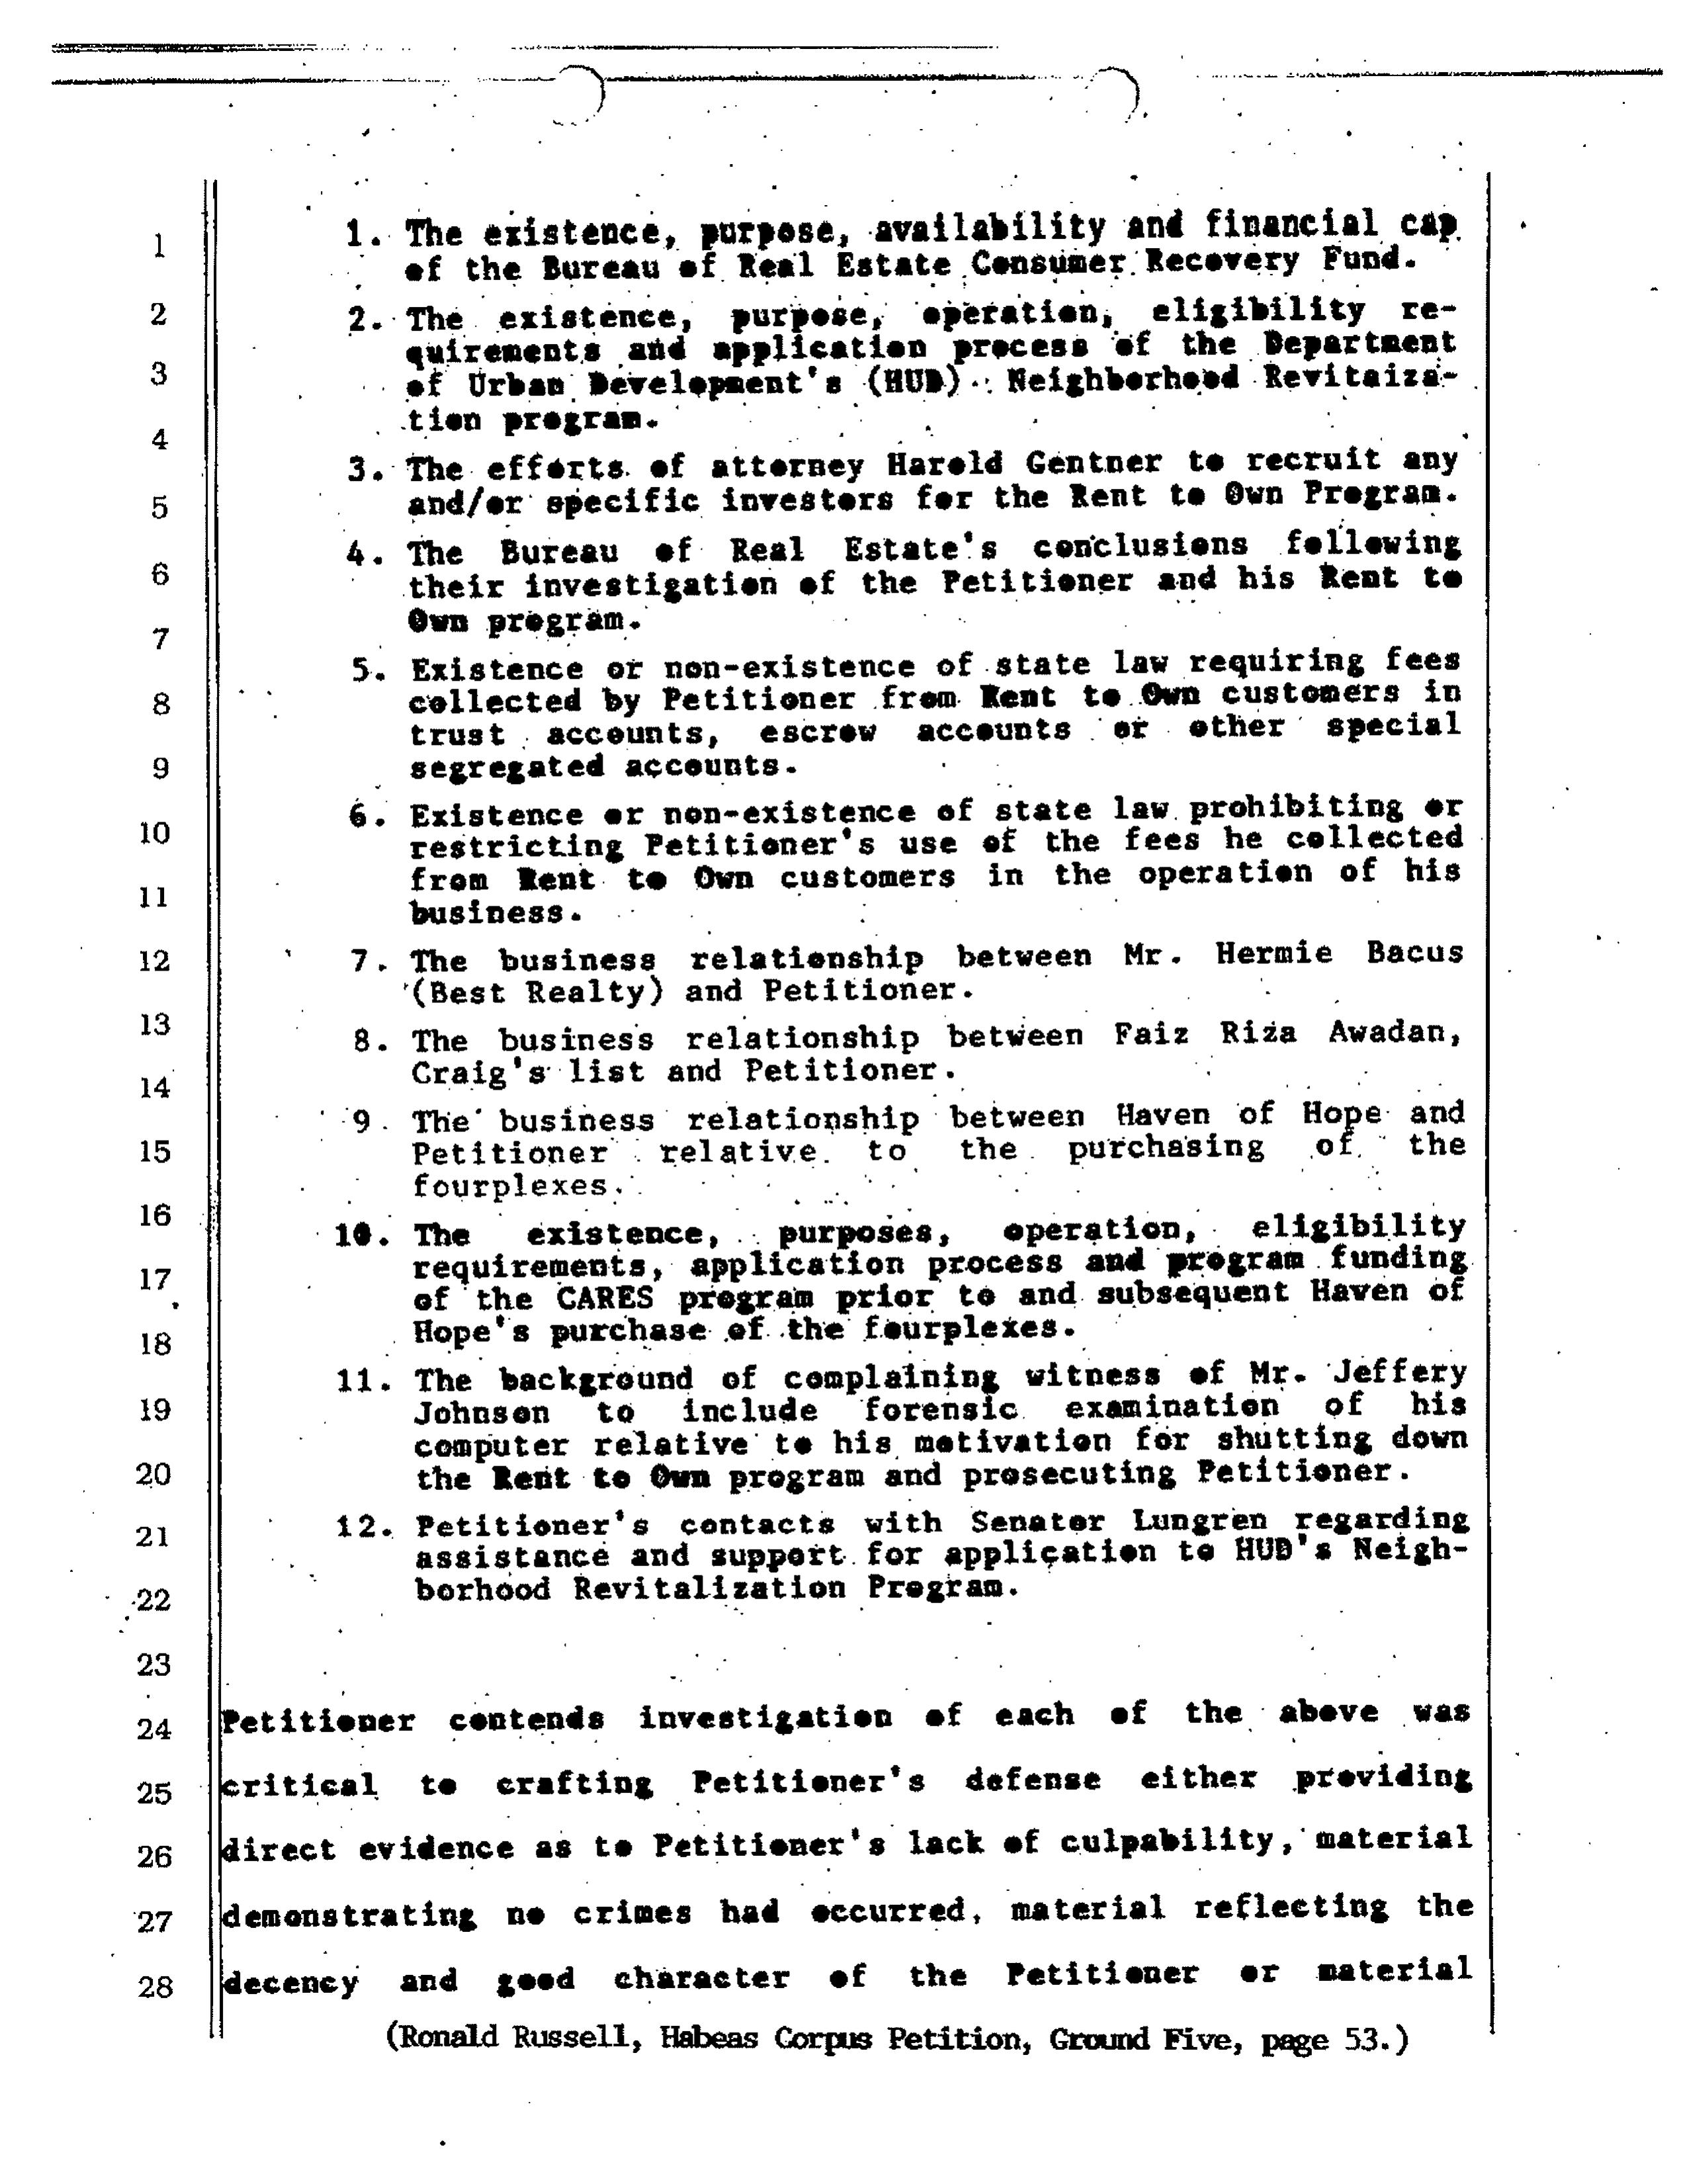 1. The existence, purpose, availability and financial cap
of the Bureau of Real Estate Consumer Recovery Fund.
2. The existence, purpose, operation, eligibility re-
quirements and application process of the Department
of Urban Development's (HUD) Neighborhood Revitaiza-
tion program.
3. The efforts of attorney Harold Gentner to recruit any
and/or specific investors for the Rent to Own Program.
4. The Bureau of Real Estate's conclusions following
their investigation of the Petitioner and his Rent to
Own program.
5. Existence or non-existence of state law requiring fees
collected by Petitioner from Rent to Own customers in
trust accounts, escrow accounts or other special
segregated accounts.
6. Existence or non-existence of state law prohibiting or
restricting Petitioner's use of the fees he collected
from Rent to Own customers in the operation of his
business.
7. The business relationship between Mr. Hermie Bacus
(Best Realty) and Petitioner.
8. The business relationship between Faiz Riza Awadan,
Craig's list and Petitioner.
9. The business relationship between Haven of Hope and
Petitioner relative to the purchasing of the
fourplexes.
10. The existence, purposes, operation, eligibility
requirements, application process and program funding
of the CARES program prior to and subsequent Haven of
Hope's purchase of the fourplexes.
11. The background of complaining witness of Mr. Jeffery
Johnson to include forensic examination of his
computer relative to his motivation for shutting down
the Rent to Own program and prosecuting Petitioner.
12. Petitioner's contacts with Senator Lungren regarding
assistance and support for application to HUD's Neigh-
borhood Revitalization Program.
1
2
3
4
5
6
7
8
9
10
11
12
13
14
15
16
17
18
19
20
21
22
23
24 Petitioner contends investigation of each of the above was
25 critical to crafting Petitioner's defense either providing
26 direct evidence as to Petitioner's lack of culpability, material
27 demonstrating no crimes had occurred, material reflecting the
28 decency and good character of the Petitioner or material
(Ronald Russell, Habeas Corpus Petition, Ground Five, page 53.)